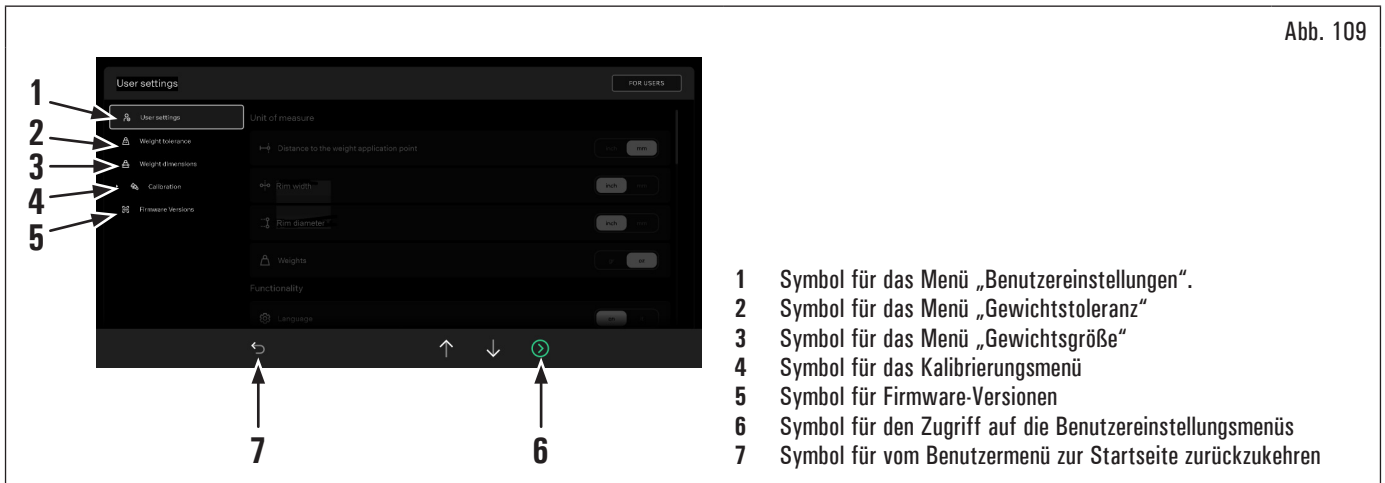 Abb. 109
User settings
FOR USERS
1
User settings
Unit of measure
2
Weight tolerance
Distance to the weight application point
mm
3
Weight dimensions
4
Calibration
Rim width
inch
5
Firmware Versions
Rim diameter
inch
Weights
oz
Functionality
Language
7
6
1 Symbol für das Menü „Benutzereinstellungen“.
2 Symbol für das Menü „Gewichtstoleranz“
3 Symbol für das Menü „Gewichtsgröße“
4 Symbol für das Kalibrierungsmenü
5 Symbol für Firmware-Versionen
6 Symbol für den Zugriff auf die Benutzereinstellungsmenüs
7 Symbol für vom Benutzermenü zur Startseite zurückzukehren